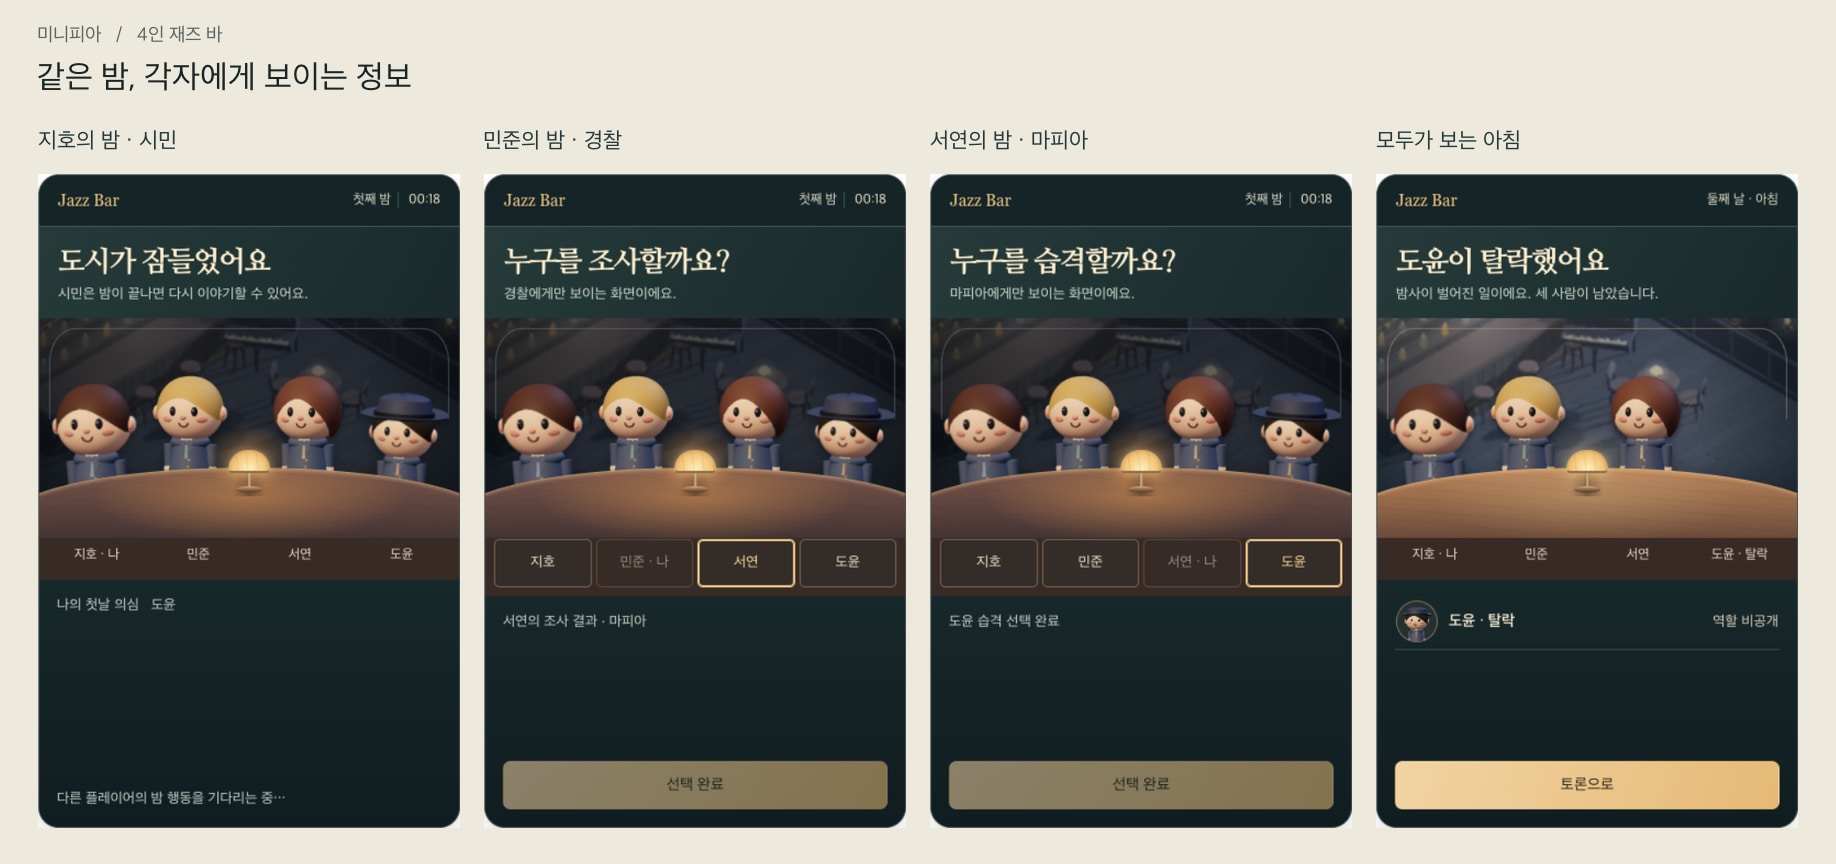 미니피아 / 4인 재즈 바
같은 밤, 각자에게 보이는 정보
지호의 밤 · 시민
Jazz Bar
첫째 밤 | 00:18
도시가 잠들었어요
시민은 밤이 끝나면 다시 이야기할 수 있어요.
지호 · 나
민준
서연
도윤
나의 첫날 의심 도윤
다른 플레이어의 밤 행동을 기다리는 중…
민준의 밤 · 경찰
Jazz Bar
첫째 밤 | 00:18
누구를 조사할까요?
경찰에게만 보이는 화면이에요.
지호
민준 · 나
서연
도윤
서연의 조사 결과 · 마피아
선택 완료
서연의 밤 · 마피아
Jazz Bar
첫째 밤 | 00:18
누구를 습격할까요?
마피아에게만 보이는 화면이에요.
지호
민준
서연 · 나
도윤
도윤 습격 선택 완료
선택 완료
모두가 보는 아침
Jazz Bar
둘째 날 · 아침
도윤이 탈락했어요
밤사이 벌어진 일이에요. 세 사람이 남았습니다.
지호 · 나
민준
서연
도윤 · 탈락
도윤 · 탈락
역할 비공개
토론으로